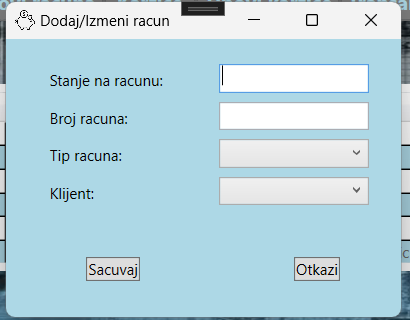 Dodaj/Izmeni racun
Stanje na racunu:
Broj racuna:
Tip racuna:
Klijent:
Sacuvaj
Otkazi